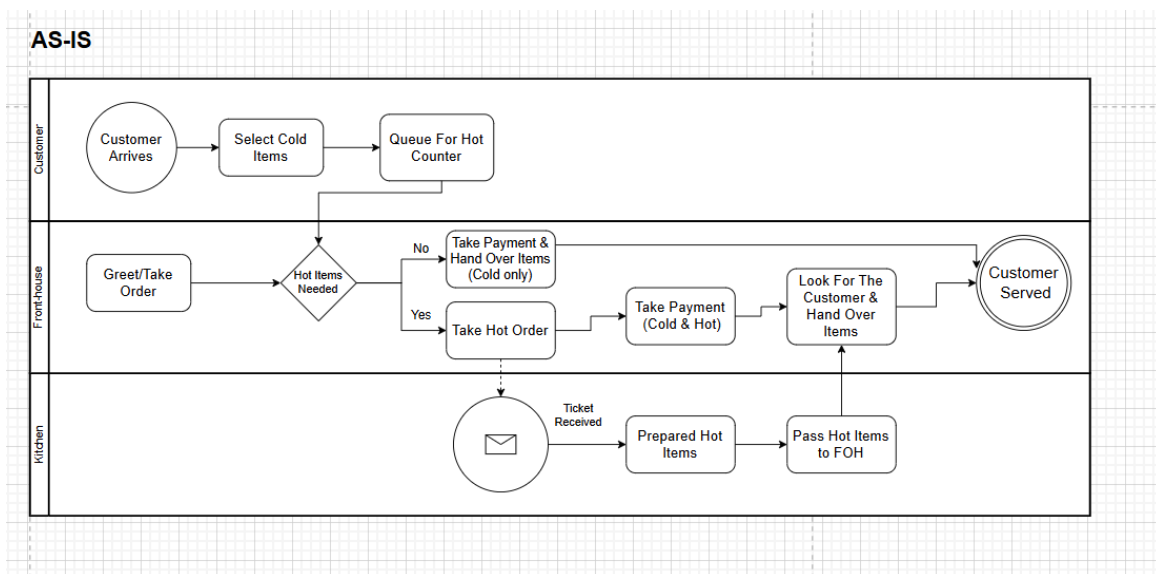 AS-IS
Customer
Customer
Arrives
Select Cold
Items
Queue For Hot
Counter
Front-house
Greet/Take
Order
Hot Items
Needed
No
Take Payment &
Hand Over Items
(Cold only)
Yes
Take Hot Order
Take Payment
(Cold & Hot)
Look For The
Customer &
Hand Over
Items
Customer
Served
Kitchen
Ticket
Received
Prepared Hot
Items
Pass Hot Items
to FOH